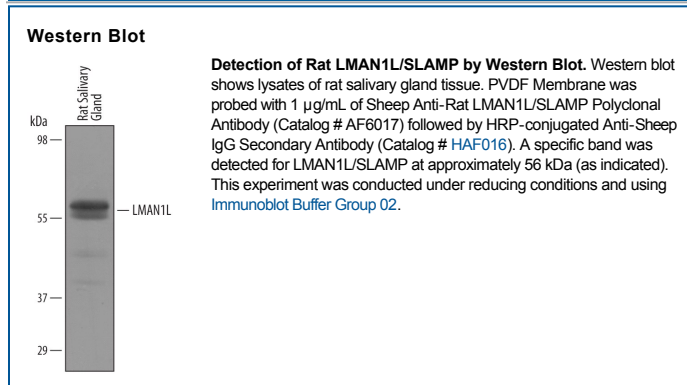 Western Blot
Detection of Rat LMAN1L/SLAMP by Western Blot. Western blot
shows lysates of rat salivary gland tissue. PVDF Membrane was
probed with 1 µg/mL of Sheep Anti-Rat LMAN1L/SLAMP Polyclonal
Antibody (Catalog # AF6017) followed by HRP-conjugated Anti-Sheep
IgG Secondary Antibody (Catalog # HAF016). A specific band was
detected for LMAN1L/SLAMP at approximately 56 kDa (as indicated).
This experiment was conducted under reducing conditions and using
Immunoblot Buffer Group 02.
Rat Salivary
Gland
kDa
98
55
LMAN1L
37
29